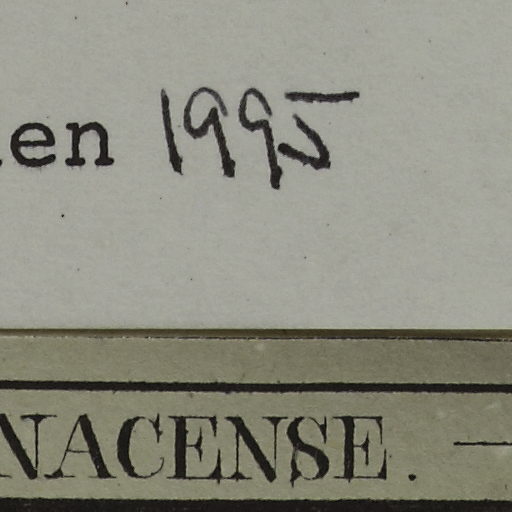 en 1995
NACENSE. —